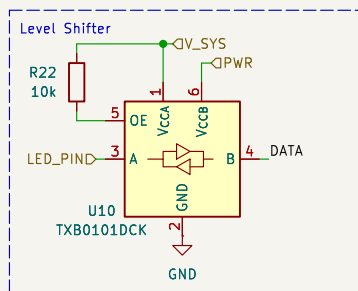 Level Shifter
V_SYS
PWR
R22
10k
1
6
VCCA
VCCB
5
OE
LED_PIN
3
A
B
4
DATA
GND
U10
TXB0101DCK
2
GND